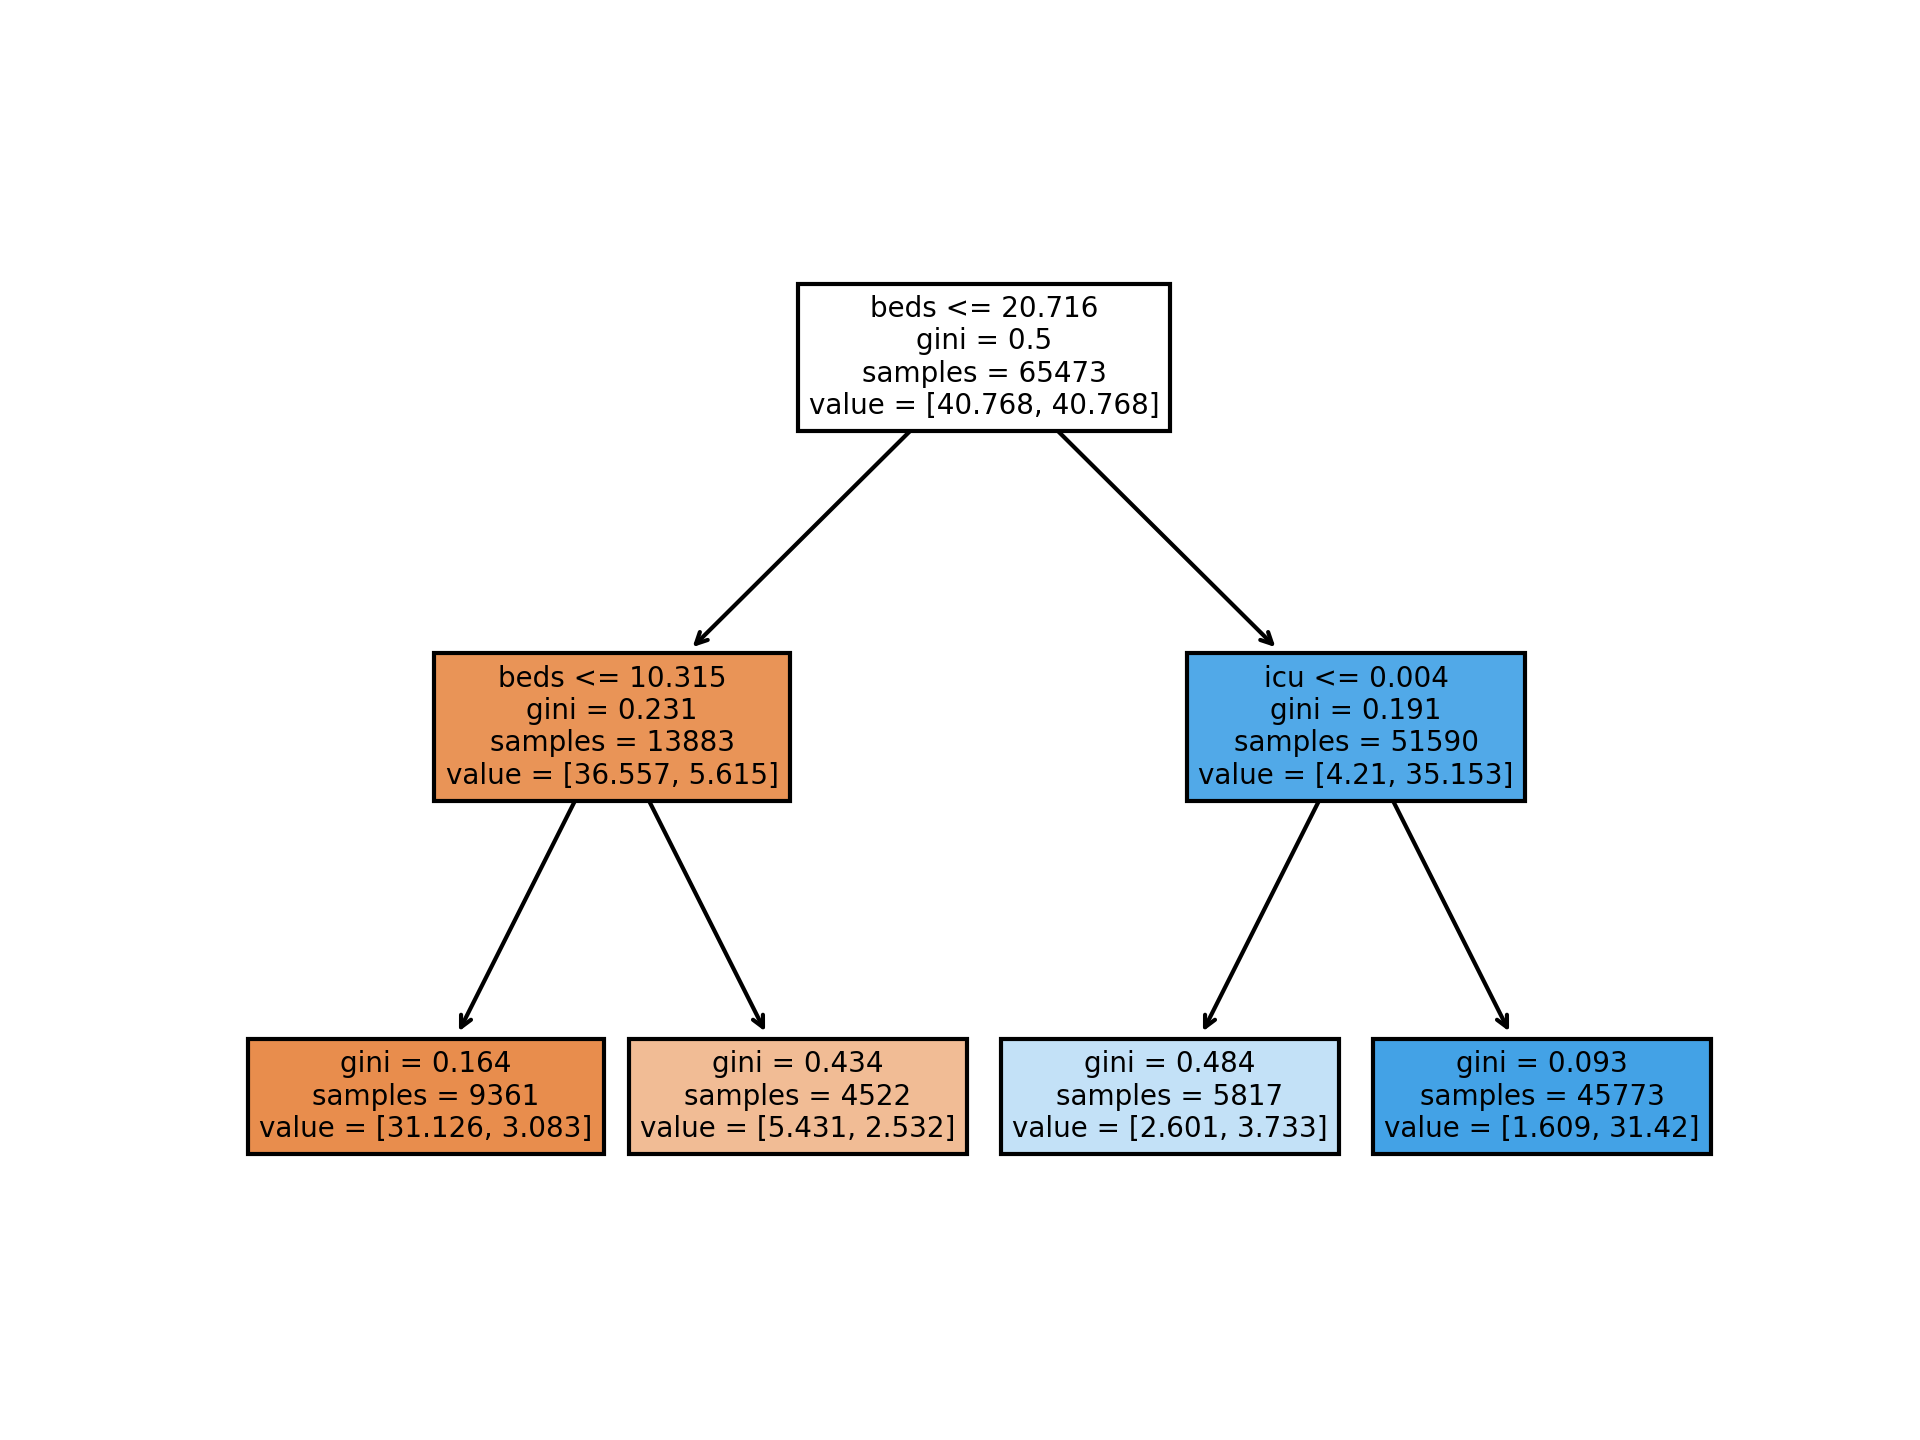 beds <= 20.716
gini = 0.5
samples = 65473
value = [40.768, 40.768]
beds <= 10.315
gini = 0.231
samples = 13883
value = [36.557, 5.615]
icu <= 0.004
gini = 0.191
samples = 51590
value = [4.21, 35.153]
gini = 0.164
samples = 9361
value = [31.126, 3.083]
gini = 0.434
samples = 4522
value = [5.431, 2.532]
gini = 0.484
samples = 5817
value = [2.601, 3.733]
gini = 0.093
samples = 45773
value = [1.609, 31.42]